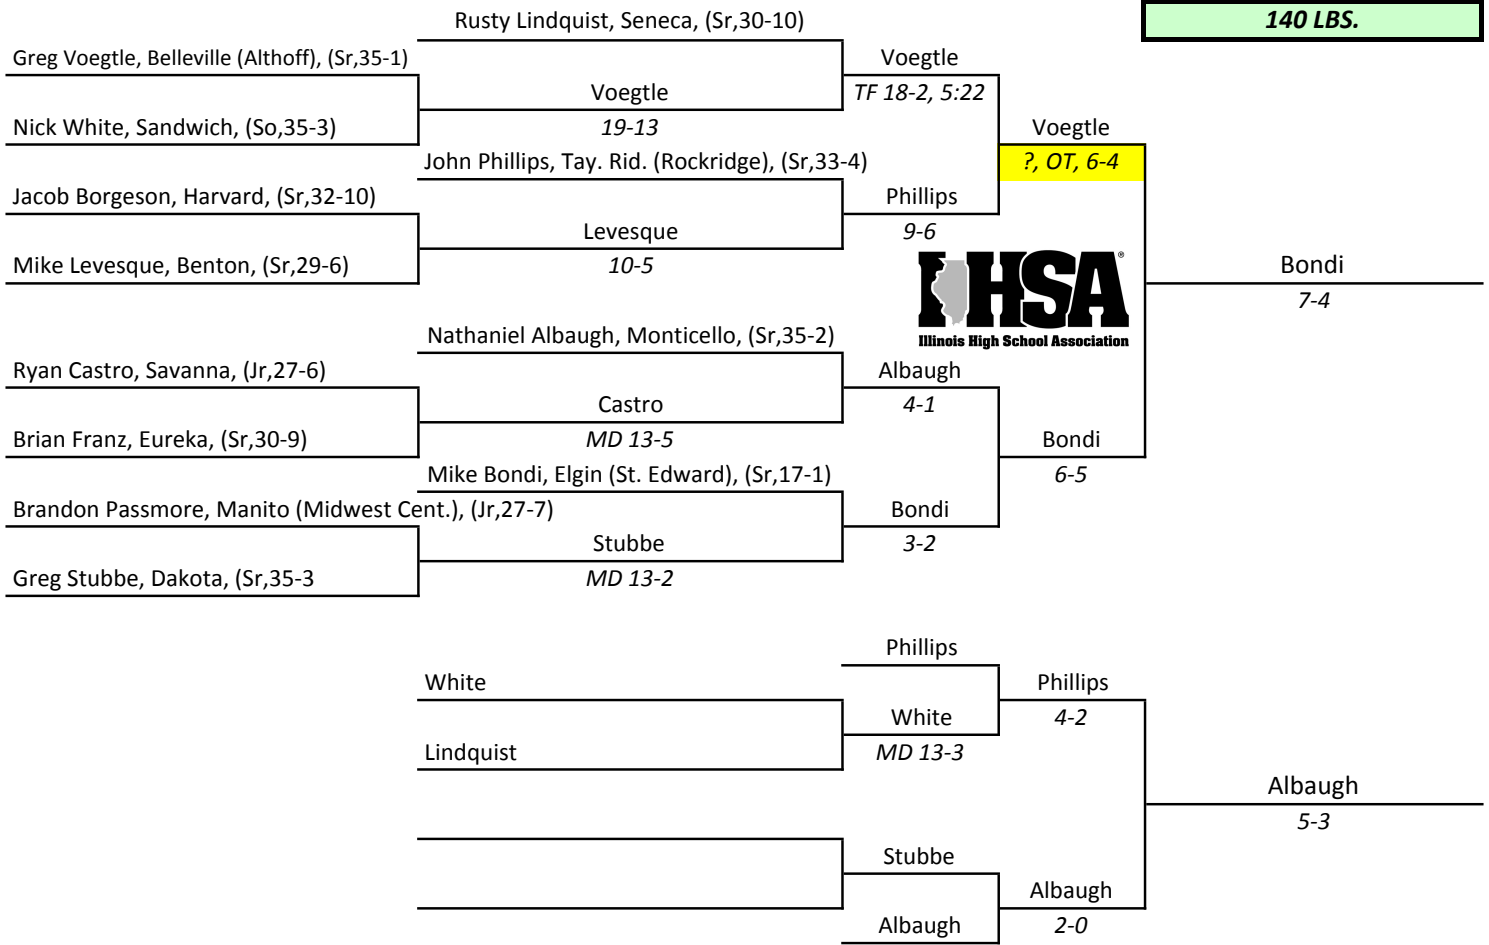 Rusty Lindquist, Seneca, (Sr,30-10)
140 LBS.
Greg Voegtle, Belleville (Althoff), (Sr,35-1)
Voegtle
Voegtle
TF 18-2, 5:22
Nick White, Sandwich, (So,35-3)
19-13
Voegtle
John Phillips, Tay. Rid. (Rockridge), (Sr,33-4)
?, OT, 6-4
Jacob Borgeson, Harvard, (Sr,32-10)
Phillips
Levesque
9-6
Mike Levesque, Benton, (Sr,29-6)
10-5
IHSA®
Illinois High School Association
Bondi
7-4
Nathaniel Albaugh, Monticello, (Sr,35-2)
Ryan Castro, Savanna, (Jr,27-6)
Albaugh
Castro
4-1
Brian Franz, Eureka, (Sr,30-9)
MD 13-5
Bondi
Mike Bondi, Elgin (St. Edward), (Sr,17-1)
6-5
Brandon Passmore, Manito (Midwest Cent.), (Jr,27-7)
Bondi
Stubbe
3-2
Greg Stubbe, Dakota, (Sr,35-3
MD 13-2
Phillips
White
Phillips
White
4-2
Lindquist
MD 13-3
Albaugh
5-3
Stubbe
Albaugh
Albaugh
2-0